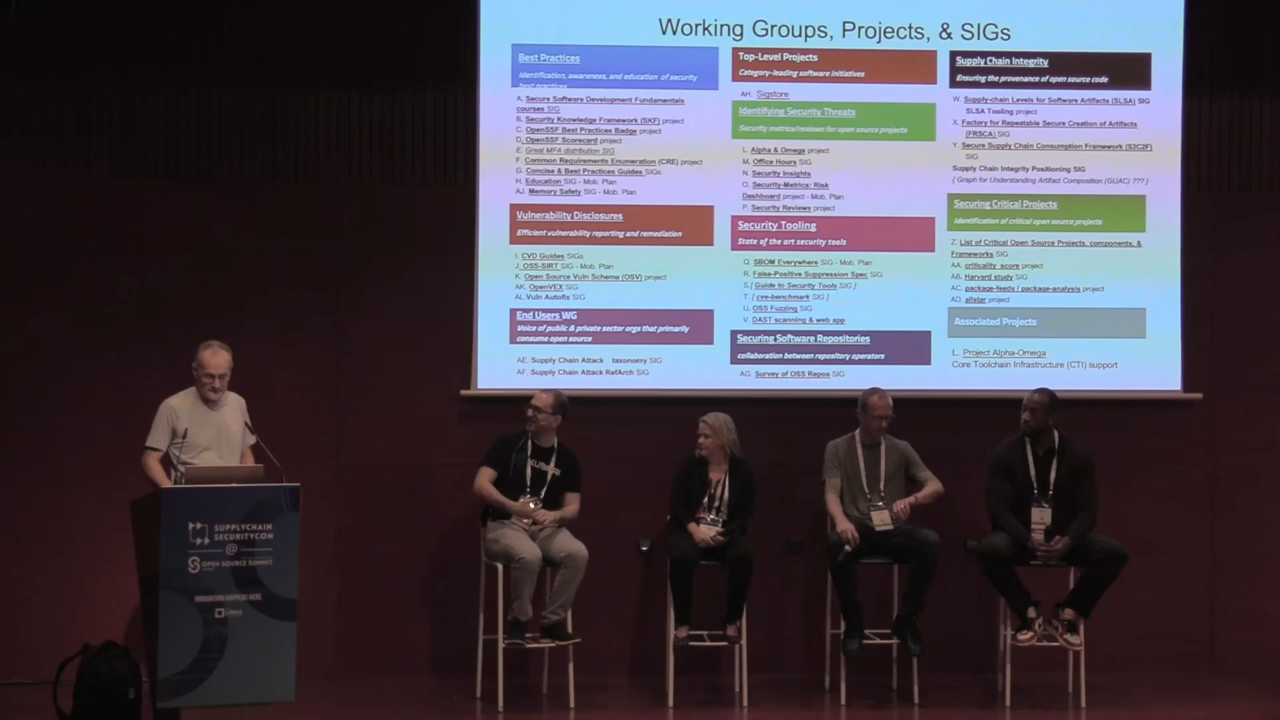 Working Groups, Projects, & SIGs
Best Practices
Identification, awareness, and education of security
best practices
A. Secure Software Development Fundamentals
courses SIG
B. Security Knowledge Framework (SKF) project
C. OpenSSF Best Practices Badge project
D. OpenSSF Scorecard project
E. Great MFA distribution SIG
F. Common Requirements Enumeration (CRE) project
G. Concise & Best Practices Guides SIGs
H. Education SIG - Mob. Plan
AJ. Memory Safety SIG - Mob. Plan
Vulnerability Disclosures
Efficient vulnerability reporting and remediation
I. CVD Guides SIGs
J. OSS-SIRT SIG - Mob. Plan
K. Open Source Vuln Schema (OSV) project
AK. OpenVEX SIG
AL. Vuln Autofix SIG
End Users WG
Voice of public & private sector orgs that primarily
consume open source
AE. Supply Chain Attack taxonomy SIG
AF. Supply Chain Attack RefArch SIG
Top-Level Projects
Category-leading software initiatives
AH. Sigstore
Identifying Security Threats
Security metrics/reviews for open source projects
L. Alpha & Omega project
M. Office Hours SIG
N. Security Insights
O. Security-Metrics: Risk
Dashboard project - Mob. Plan
P. Security Reviews project
Security Tooling
State of the art security tools
Q. SBOM Everywhere SIG - Mob. Plan
R. False-Positive Suppression Spec SIG
S.( Guide to Security Tools SIG )
T. ( cve-benchmark SIG )
U. OSS Fuzzing SIG
V. DAST scanning & web app
Securing Software Repositories
collaboration between repository operators
AG. Survey of OSS Repos SIG
Supply Chain Integrity
Ensuring the provenance of open source code
W. Supply-chain Levels for Software Artifacts (SLSA) SIG
SLSA Tooling project
X. Factory for Repeatable Secure Creation of Artifacts
(FRSCA) SIG
Y. Secure Supply Chain Consumption Framework (S2C2F)
SIG
Supply Chain Integrity Positioning SIG
( Graph for Understanding Artifact Composition (GUAC) ??? )
Securing Critical Projects
Identification of critical open source projects
Z. List of Critical Open Source Projects, components, &
Frameworks SIG
AA. criticality_score project
AB. Harvard study SIG
AC. package-feeds / package-analysis project
AD. allstar project
Associated Projects
L. Project Alpha-Omega
Core Toolchain Infrastructure (CTI) support
SUPPLYCHAIN
SECURITYCON
@
OPEN SOURCE SUMMIT
INNOVATION HAPPENS HERE